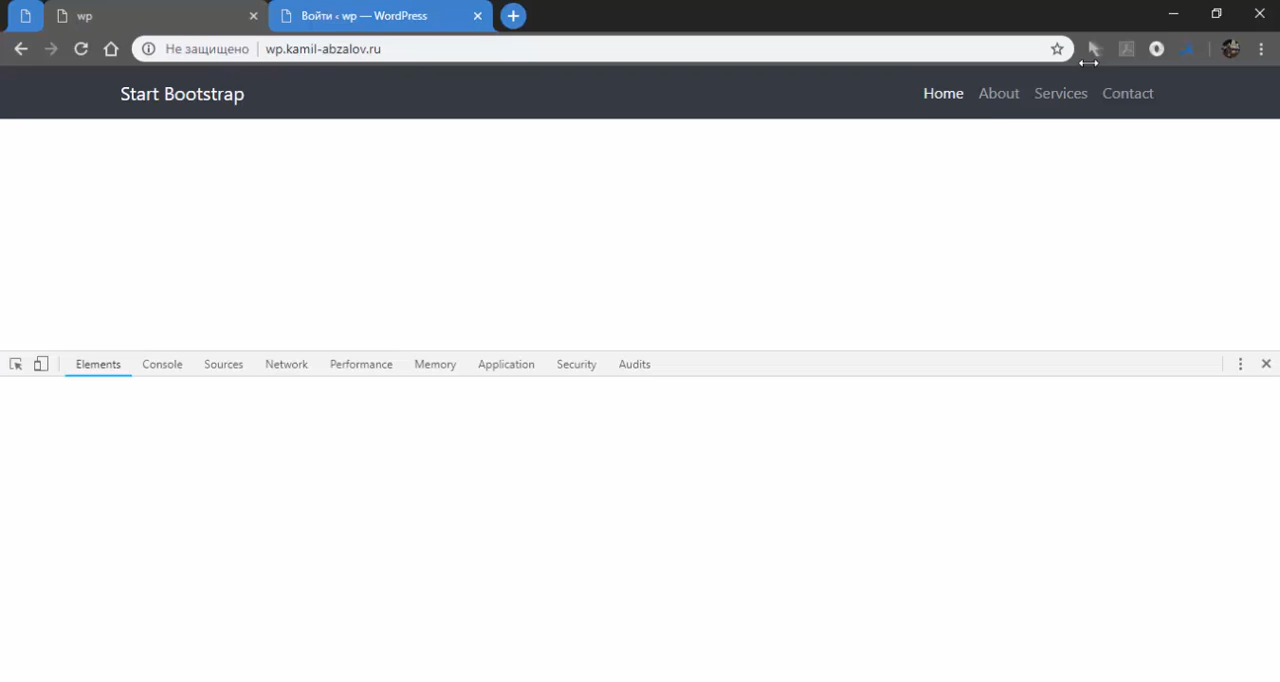 wp
Войти ‹ wp — WordPress
Не защищено
wp.kamil-abzalov.ru
Start Bootstrap
Home About Services Contact
Elements Console Sources Network Performance Memory Application Security Audits